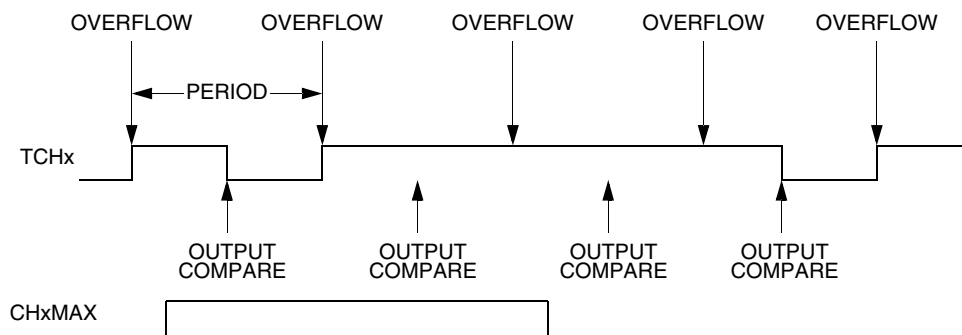 OVERFLOW OVERFLOW OVERFLOW OVERFLOW OVERFLOW
PERIOD
TCHx
OUTPUT COMPARE
OUTPUT COMPARE
OUTPUT COMPARE
OUTPUT COMPARE
CHxMAX